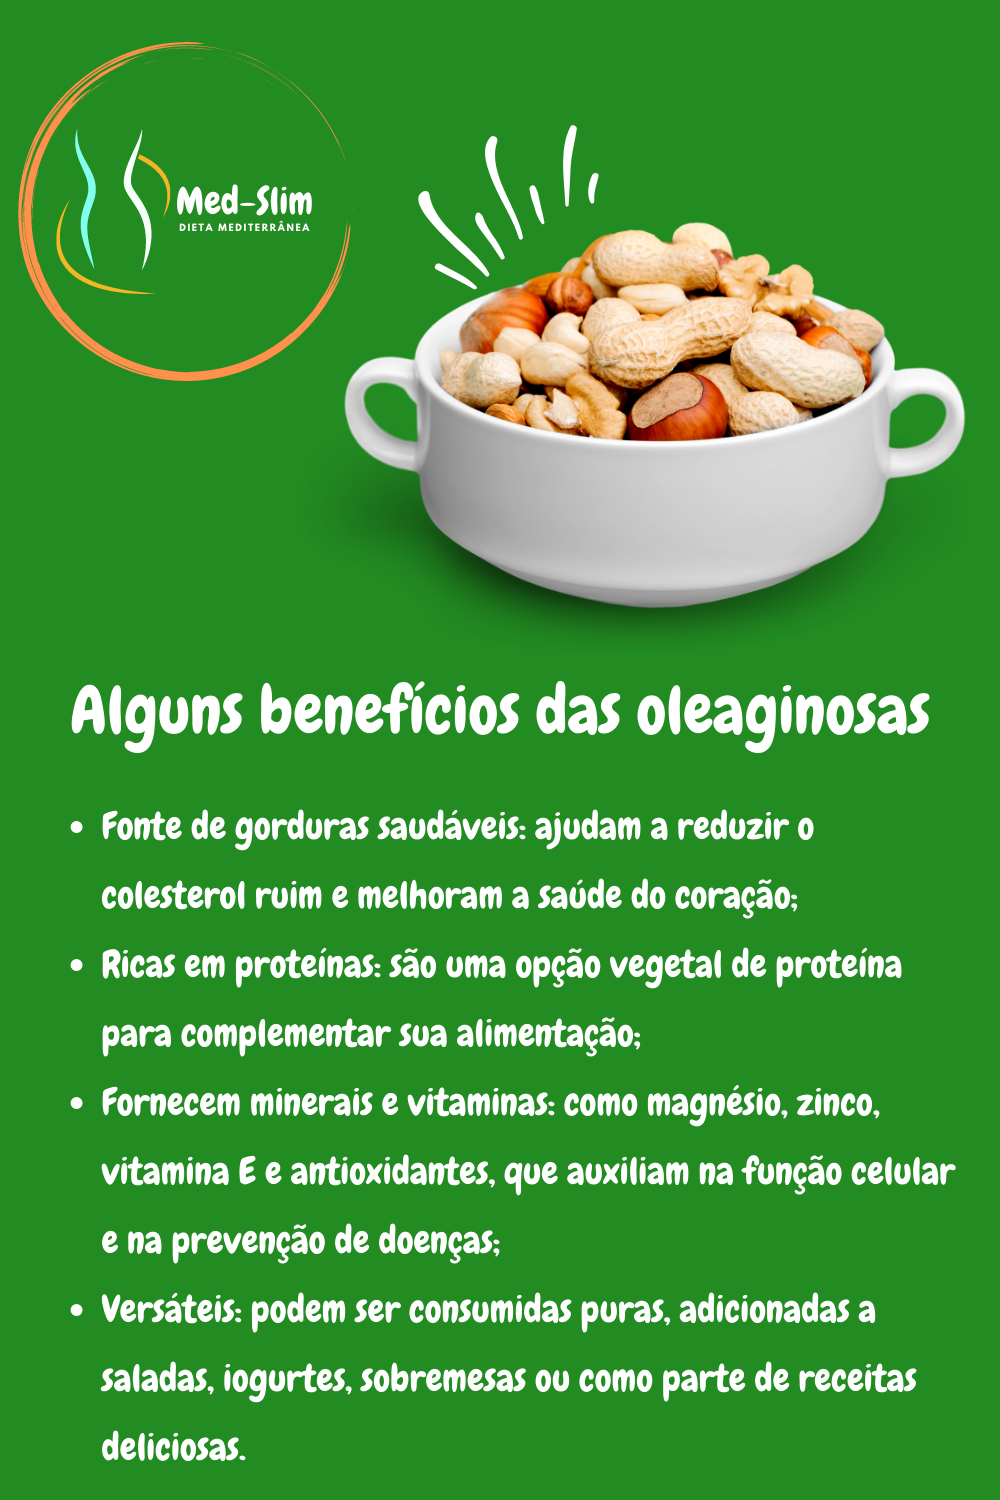 Med-Slim
DIETA MEDITERRÂNEA
Alguns benefícios das oleaginosas
• Fonte de gorduras saudáveis: ajudam a reduzir o
colesterol ruim e melhoram a saúde do coração;
• Ricas em proteínas: são uma opção vegetal de proteína
para complementar sua alimentação;
• Fornecem minerais e vitaminas: como magnésio, zinco,
vitamina E e antioxidantes, que auxiliam na função celular
e na prevenção de doenças;
• Versáteis: podem ser consumidas puras, adicionadas a
saladas, iogurtes, sobremesas ou como parte de receitas
deliciosas.